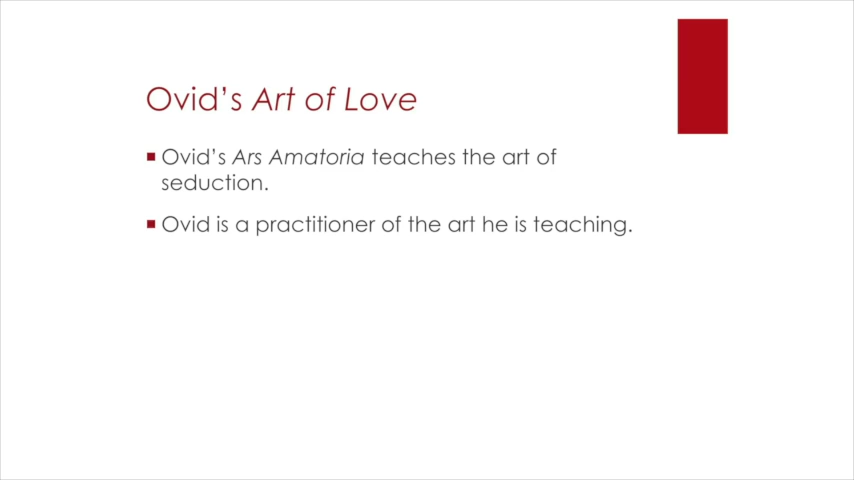 Ovid's Art of Love
Ovid's Ars Amatoria teaches the art of
seduction.
Ovid is a practitioner of the art he is teaching.